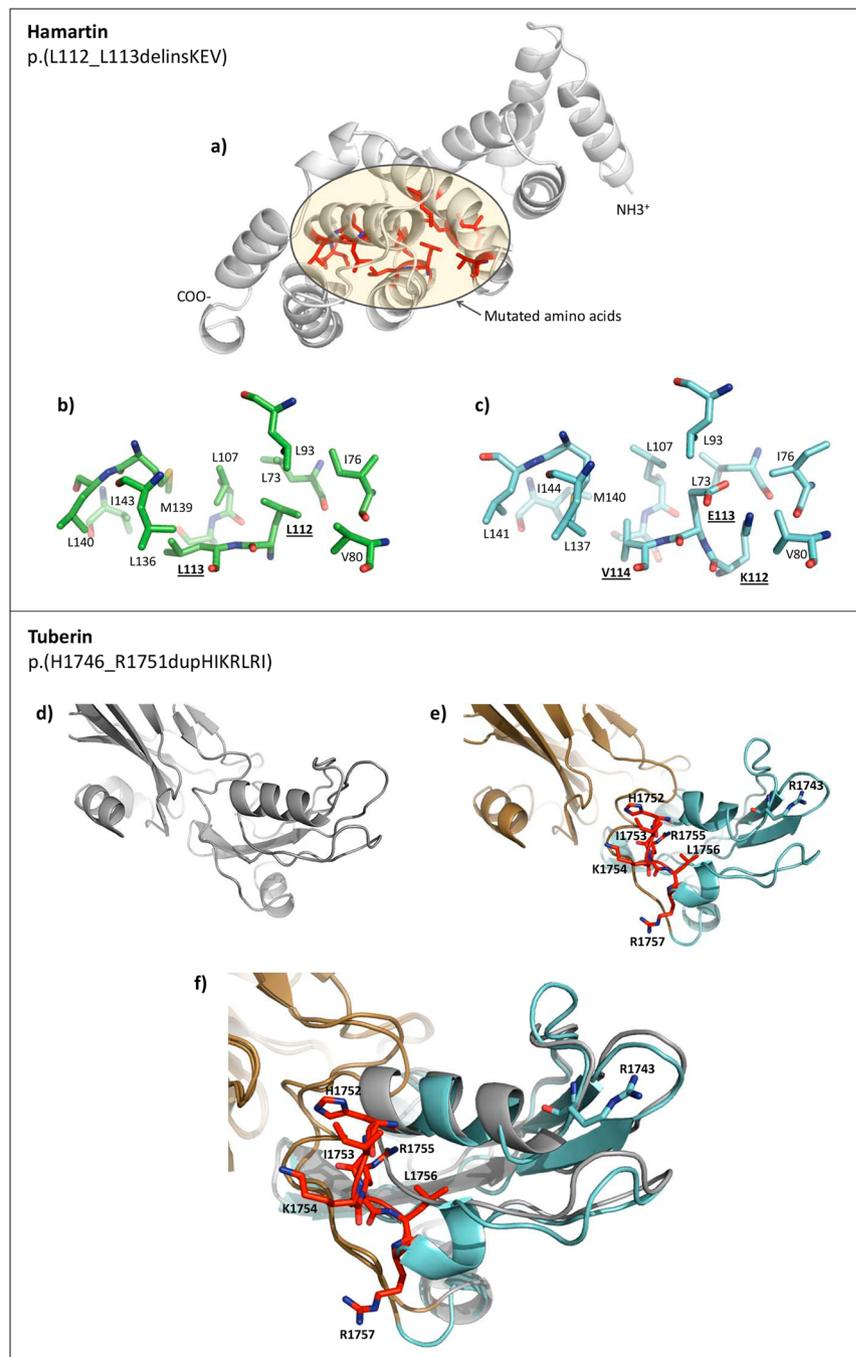 Hamartin
p.(L112_L113delinsKEV)
a)
NH3+
COO-
Mutated amino acids
b)
L93
L107
L73
I76
I143
M139
L112
L140
L136
L113
V80
c)
L93
L107
I76
L73
I144
M140
E113
L141
L137
V80
V114
K112
Tuberin
p.(H1746_R1751dupHIKRLRI)
d)
e)
R1743
H1752
I1753
R1755
L1756
K1754
R1757
f)
R1743
H1752
I1753
R1755
L1756
K1754
R1757